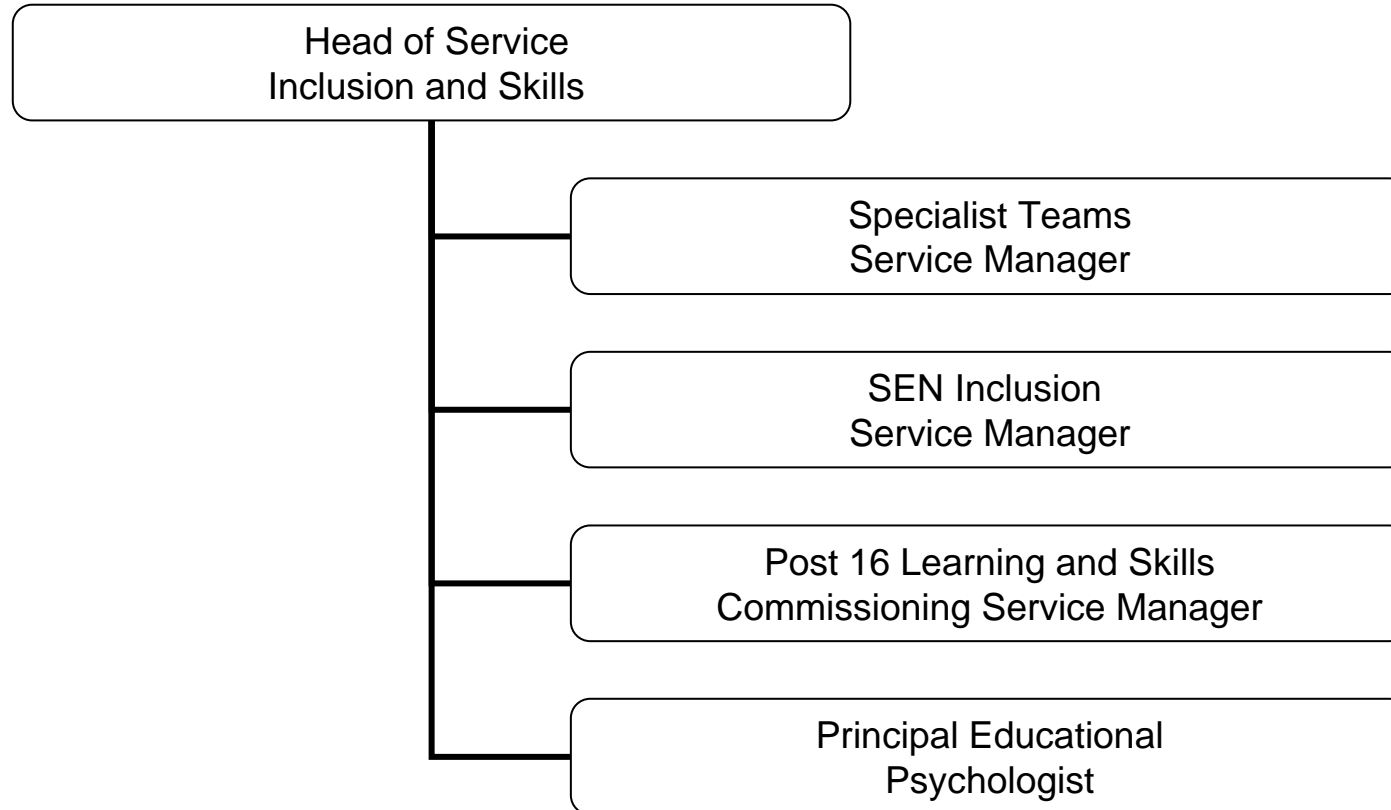 Head of Service
Inclusion and Skills
Specialist Teams
Service Manager
SEN Inclusion
Service Manager
Post 16 Learning and Skills
Commissioning Service Manager
Principal Educational
Psychologist